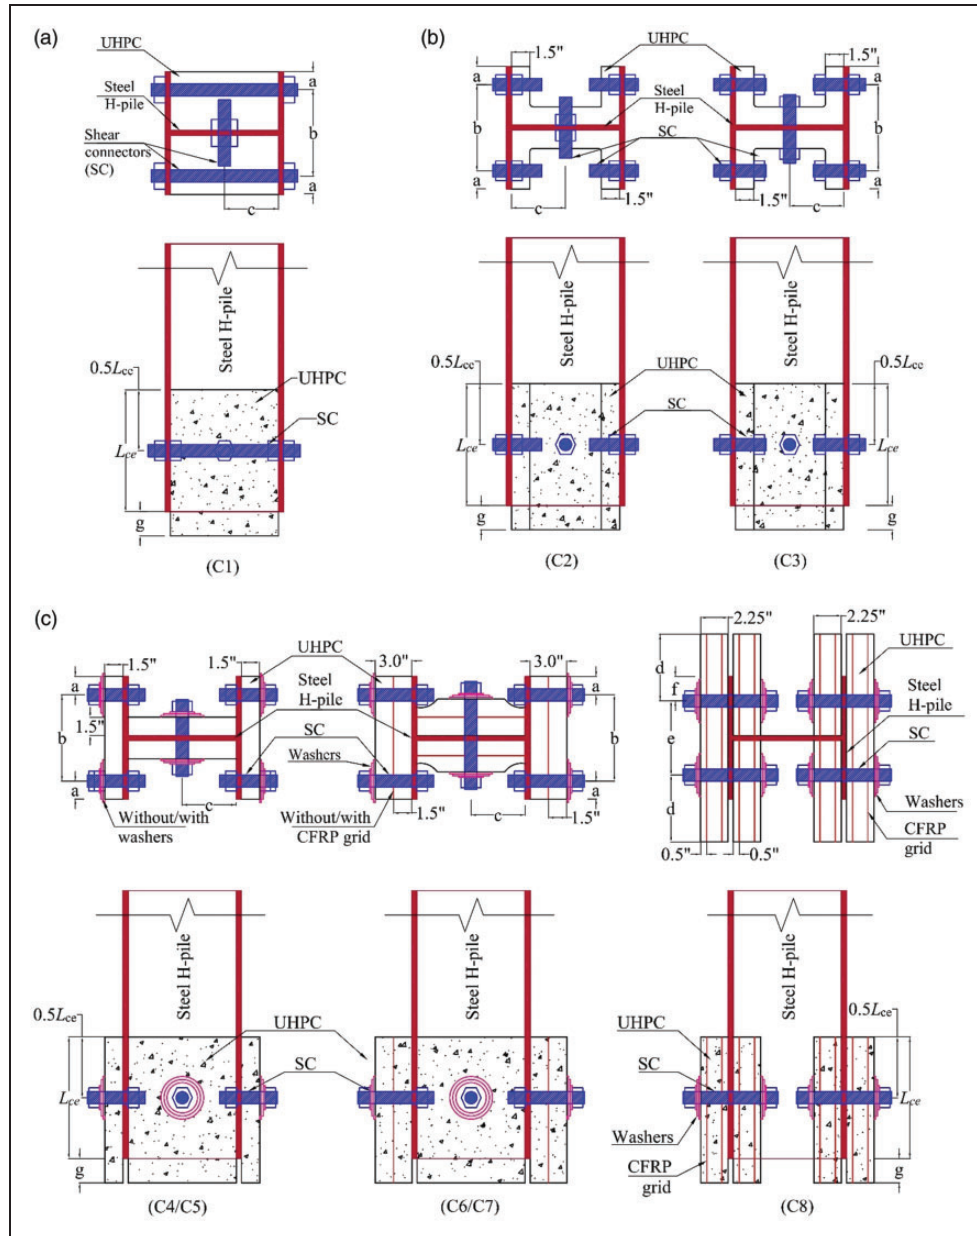 (a)
UHPC
Steel
H-pile
Shear
connectors
(SC)
a
b
a
c
Steel H-pile
0.5Lcc
UHPC
SC
Lce
g
(C1)
(b)
1.5"
UHPC
1.5"
a
b
a
Steel
H-pile
SC
a
b
a
c
1.5"
1.5"
c
Steel H-pile
Steel H-pile
0.5Lcc
UHPC
0.5Lcc
SC
Lce
Lce
g
g
(C2)
(C3)
(c)
1.5"
1.5"
UHPC
3.0"
3.0"
Steel
H-pile
a
b
a
1.5"
SC
Washers
a
b
a
c
Without/with
washers
Without/with
CFRP grid
1.5"
c
1.5"
2.25"
2.25"
UHPC
d
f
e
d
Steel
H-pile
SC
Washers
CFRP
grid
0.5"
0.5"
Steel H-pile
Steel H-pile
Steel H-pile
0.5Lce
UHPC
SC
Lce
g
UHPC
SC
Washers
CFRP
grid
0.5Lce
Lce
g
(C4/C5)
(C6/C7)
(C8)